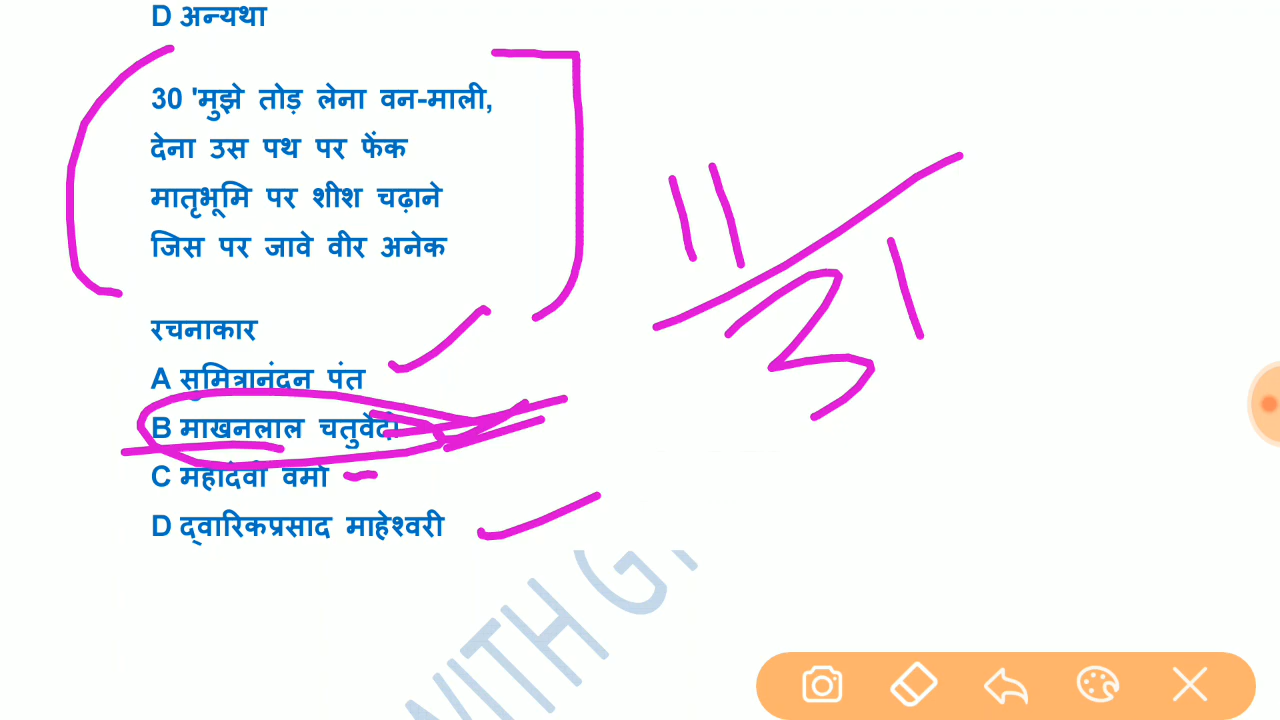 D अन्यथा
30 'मुझे तोड़ लेना वन-माली,
देना उस पथ पर फेंक
मातृभूमि पर शीश चढ़ाने
जिस पर जावे वीर अनेक
रचनाकार
A सुमित्रानंदन पंत
B माखनलाल चतुर्वेदी
C महादेवी वर्मा
D द्वारिकप्रसाद माहेश्वरी
WITH